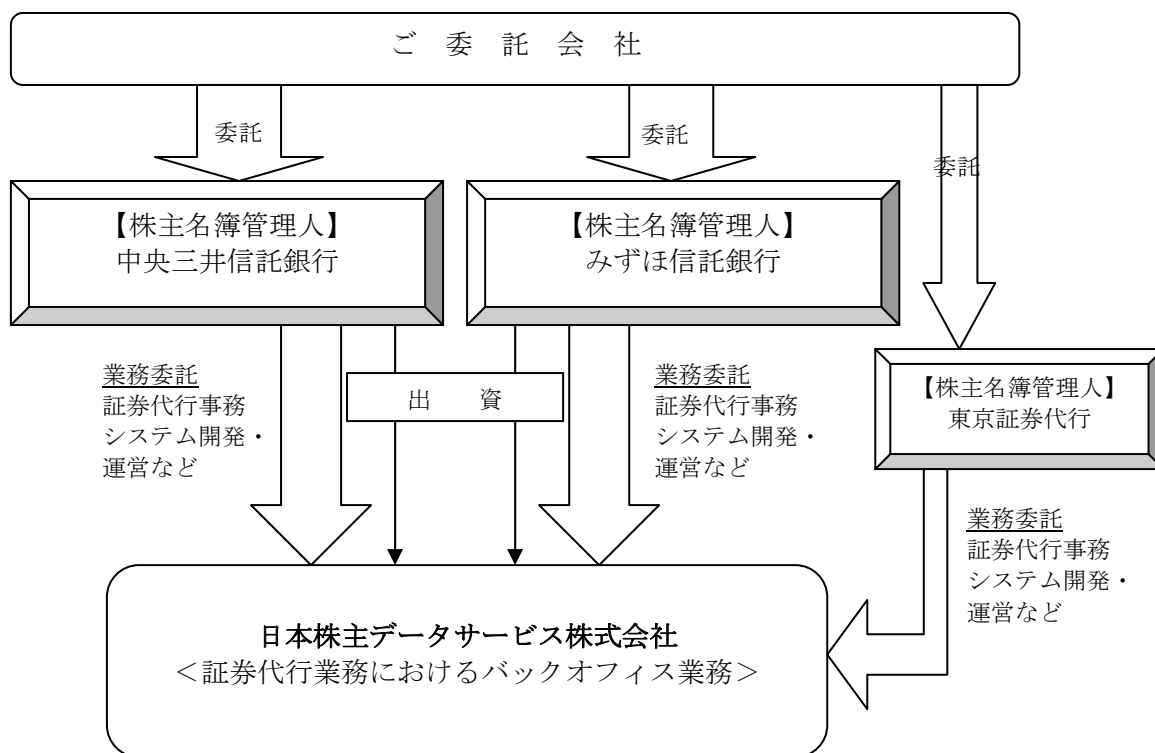 ご 委 託 会 社
委託
委託
委託
【株主名簿管理人】
中央三井信託銀行
【株主名簿管理人】
みずほ信託銀行
【株主名簿管理人】
東京証券代行
業務委託
証券代行事務
システム開発・
運営など
出 資
業務委託
証券代行事務
システム開発・
運営など
業務委託
証券代行事務
システム開発・
運営など
日本株主データサービス株式会社
＜証券代行業務におけるバックオフィス業務＞